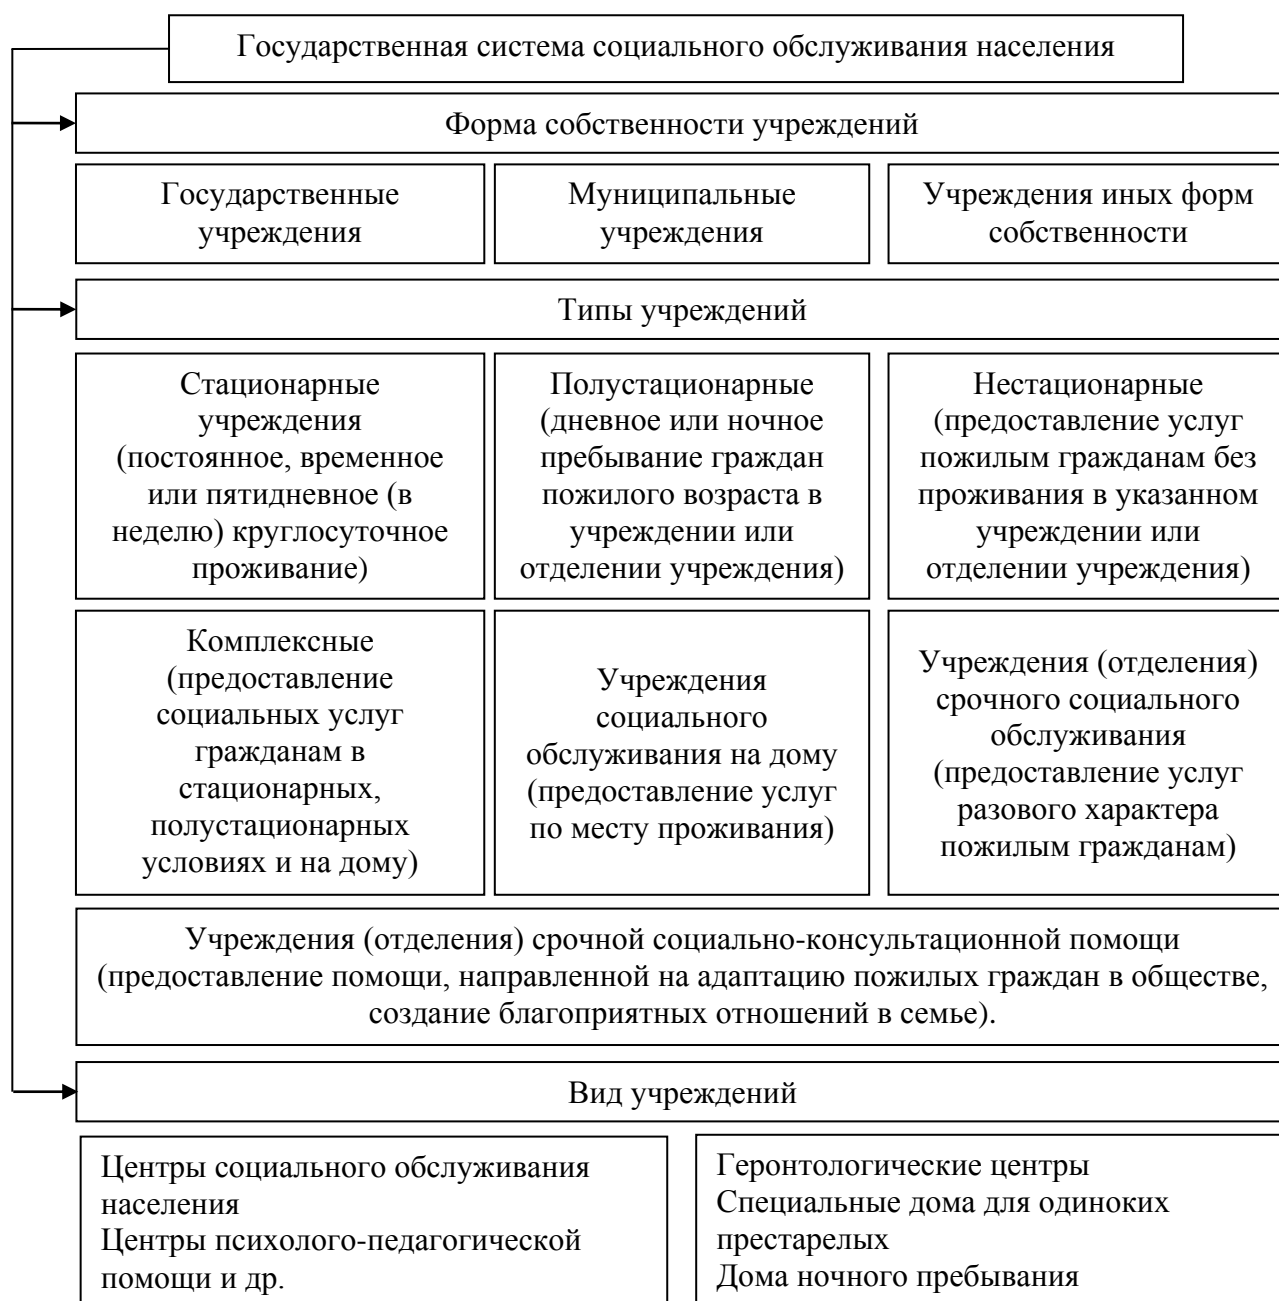 Государственная система социального обслуживания населения
Форма собственности учреждений
Государственные
учреждения
Муниципальные
учреждения
Учреждения иных форм
собственности
Типы учреждений
Стационарные
учреждения
(постоянное, временное
или пятидневное (в
неделю) круглосуточное
проживание)
Полустационарные
(дневное или ночное
пребывание граждан
пожилого возраста в
учреждении или
отделении учреждения)
Нестационарные
(предоставление услуг
пожилым гражданам без
проживания в указанном
учреждении или
отделении учреждения)
Комплексные
(предоставление
социальных услуг
гражданам в
стационарных,
полустационарных
условиях и на дому)
Учреждения
социального
обслуживания на дому
(предоставление услуг
по месту проживания)
Учреждения (отделения)
срочного социального
обслуживания
(предоставление услуг
разового характера
пожилым гражданам)
Учреждения (отделения) срочной социально-консультационной помощи
(предоставление помощи, направленной на адаптацию пожилых граждан в обществе,
создание благоприятных отношений в семье).
Вид учреждений
Центры социального обслуживания
населения
Центры психолого-педагогической
помощи и др.
Геронтологические центры
Специальные дома для одиноких
престарелых
Дома ночного пребывания